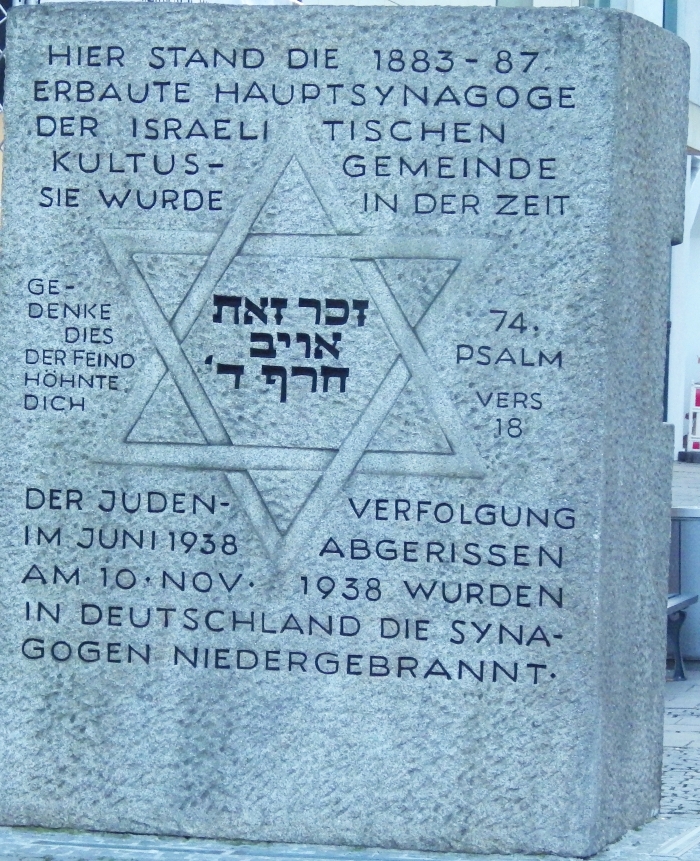 HIER STAND DIE 1883-87.
ERBAUTE HAUPTSYNAGOGE
DER ISRAELITISCHEN
KULTUS-GEMEINDE
SIE WURDE IN DER ZEIT
GE-
DENKE
DIES
DER FEIND
HÖHNTE.
DICH
זכר זאת
אויב
חרף ד'
74.
PSALM
VERS
18
DER JUDEN-VERFOLGUNG
IM JUNI 1938 ABGERISSEN
AM 10. NOV. 1938 WURDEN
IN DEUTSCHLAND DIE SYNA-
GOGEN NIEDERGEBRANNT.